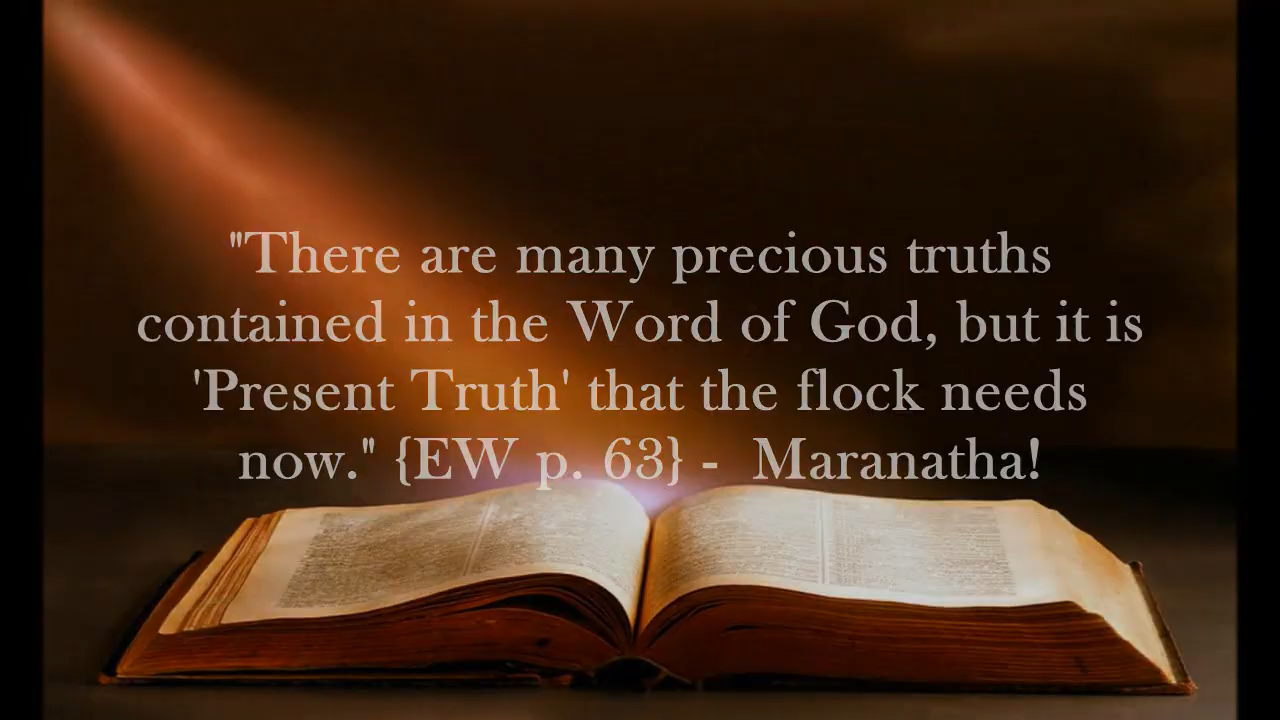 "There are many precious truths
contained in the Word of God, but it is
'Present Truth' that the flock needs
now." {EW p. 63} -  Maranatha!